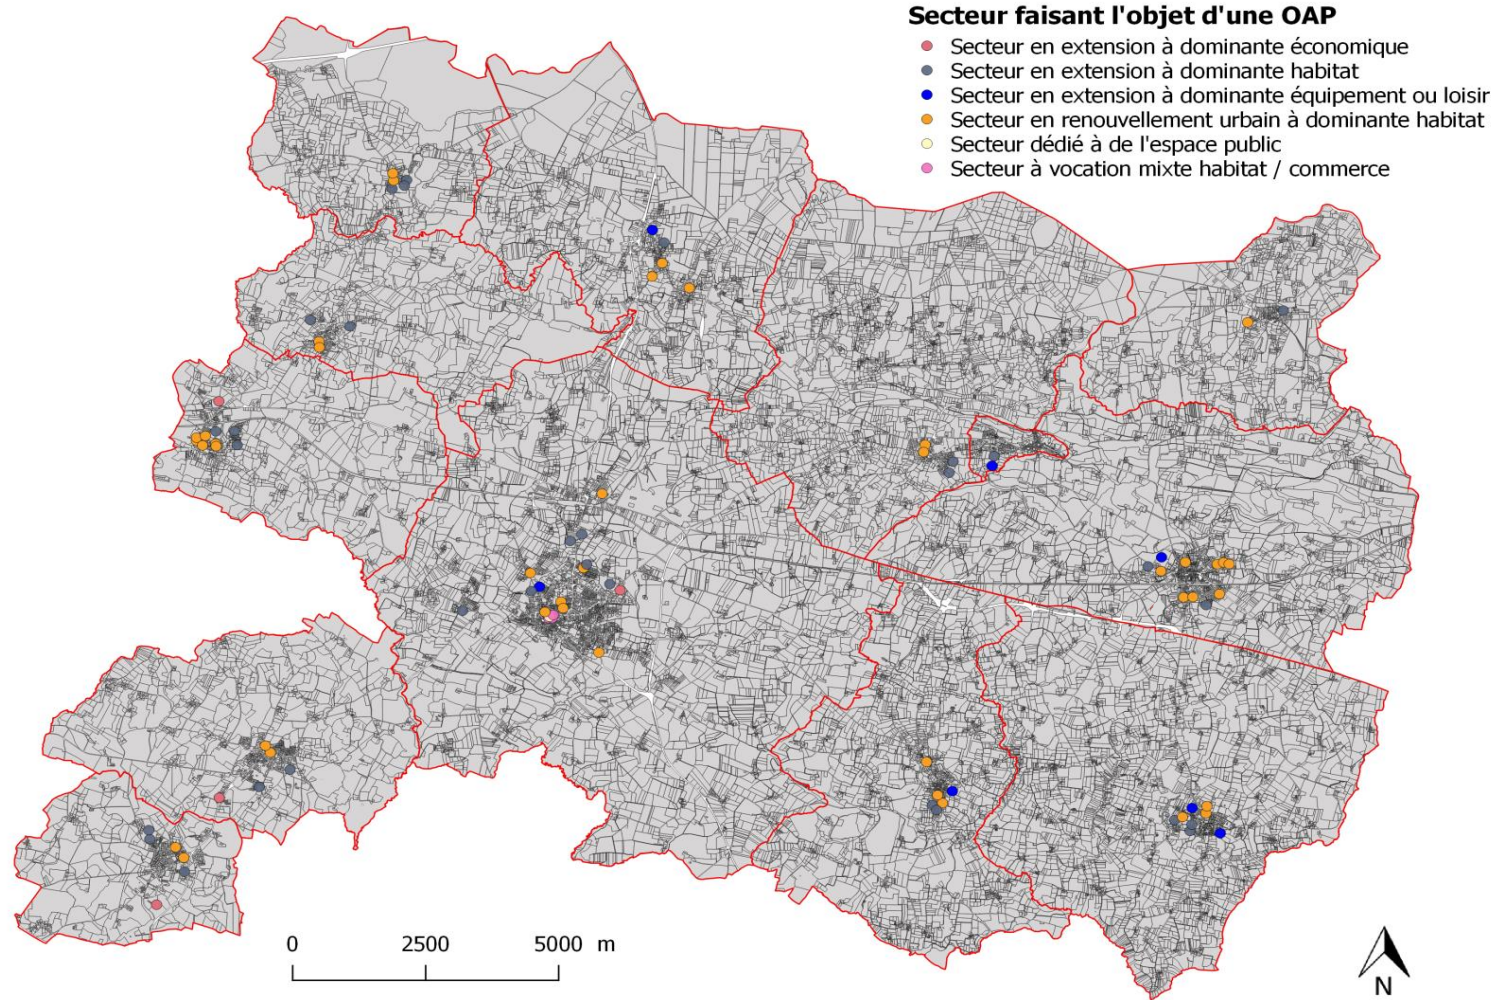 Secteur faisant l'objet d'une OAP
Secteur en extension à dominante économique
Secteur en extension à dominante habitat
Secteur en extension à dominante équipement ou loisir
Secteur en renouvellement urbain à dominante habitat
Secteur dédié à de l'espace public
Secteur à vocation mixte habitat / commerce
0 2500 5000 m
N